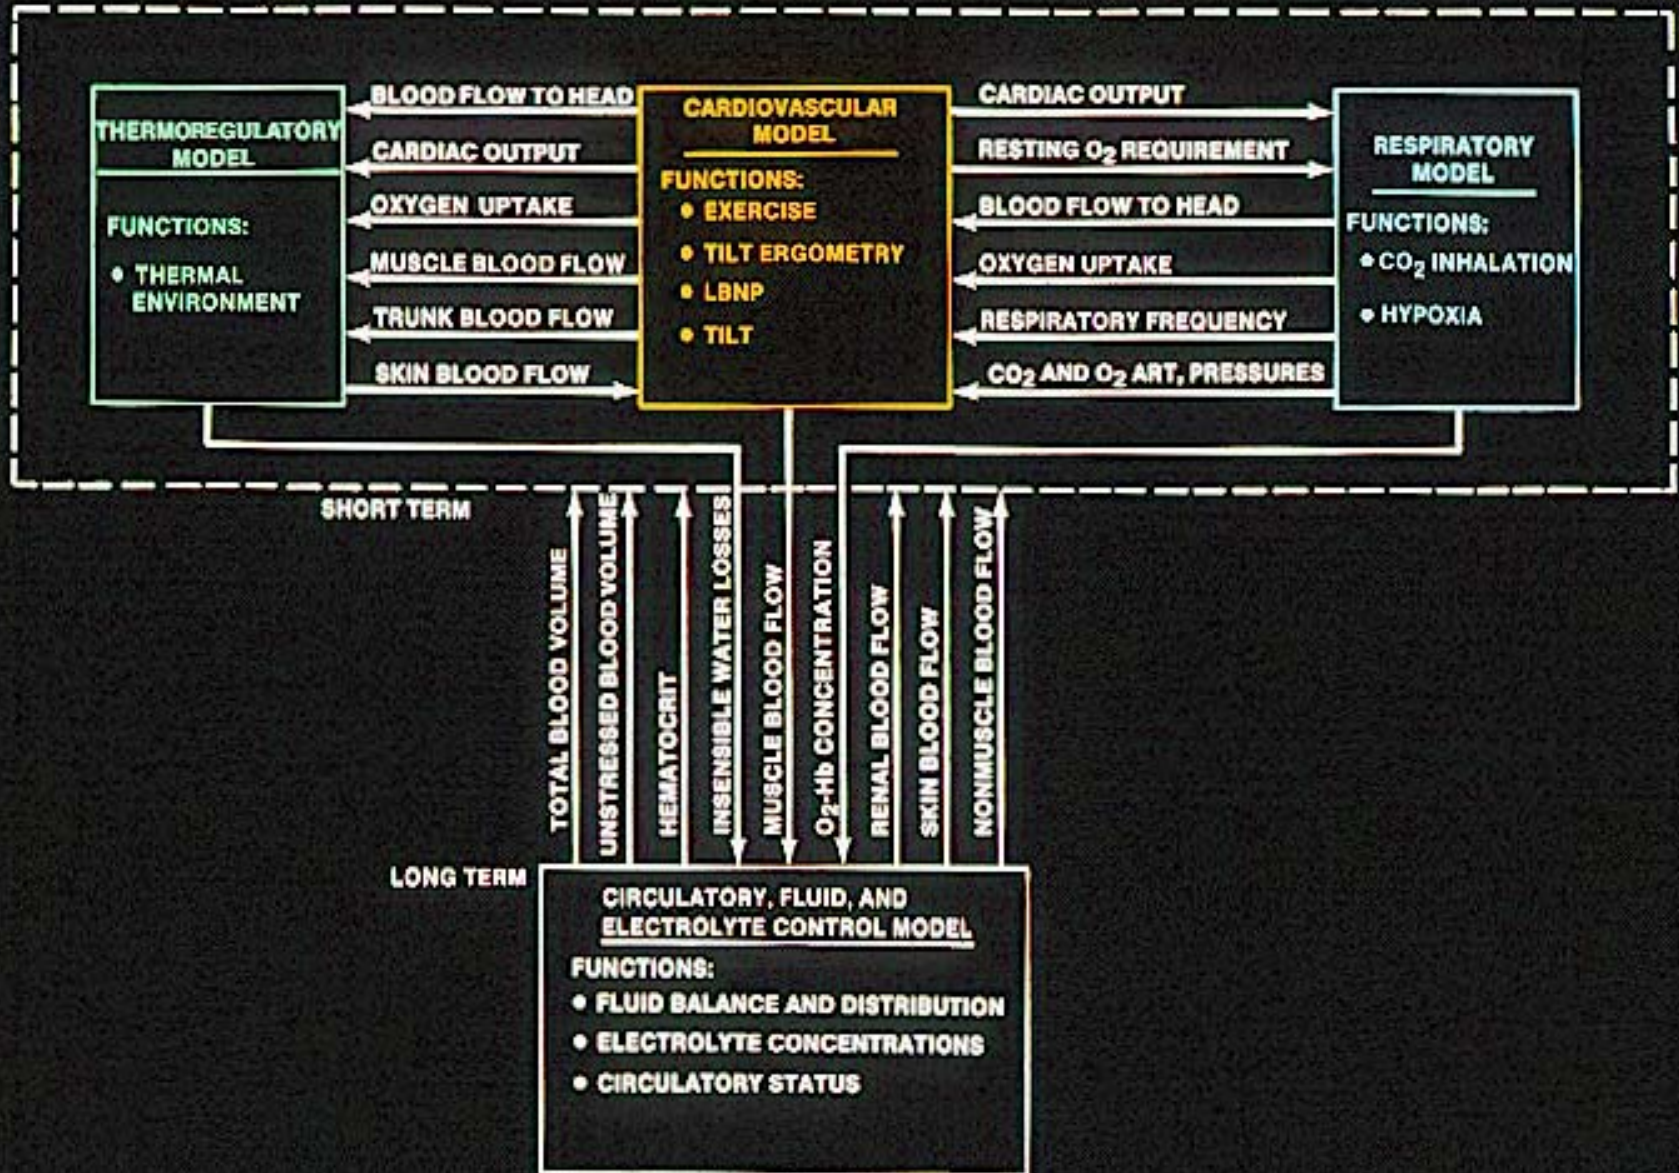 THERMOREGULATORY
MODEL
FUNCTIONS:
• THERMAL
ENVIRONMENT
BLOOD FLOW TO HEAD
CARDIAC OUTPUT
OXYGEN UPTAKE
MUSCLE BLOOD FLOW
TRUNK BLOOD FLOW
SKIN BLOOD FLOW
CARDIOVASCULAR
MODEL
FUNCTIONS:
• EXERCISE
• TILT ERGOMETRY
• LBNP
• TILT
CARDIAC OUTPUT
RESTING O2 REQUIREMENT
BLOOD FLOW TO HEAD
OXYGEN UPTAKE
RESPIRATORY FREQUENCY
CO2 AND O2 ART, PRESSURES
RESPIRATORY
MODEL
FUNCTIONS:
• CO2 INHALATION
• HYPOXIA
SHORT TERM
TOTAL BLOOD VOLUME
UNSTRESSED BLOOD VOLUME
HEMATOCRIT
INSENSIBLE WATER LOSSES
MUSCLE BLOOD FLOW
O2-Hb CONCENTRATION
RENAL BLOOD FLOW
SKIN BLOOD FLOW
NONMUSCLE BLOOD FLOW
LONG TERM
CIRCULATORY, FLUID, AND
ELECTROLYTE CONTROL MODEL
FUNCTIONS:
• FLUID BALANCE AND DISTRIBUTION
• ELECTROLYTE CONCENTRATIONS
• CIRCULATORY STATUS